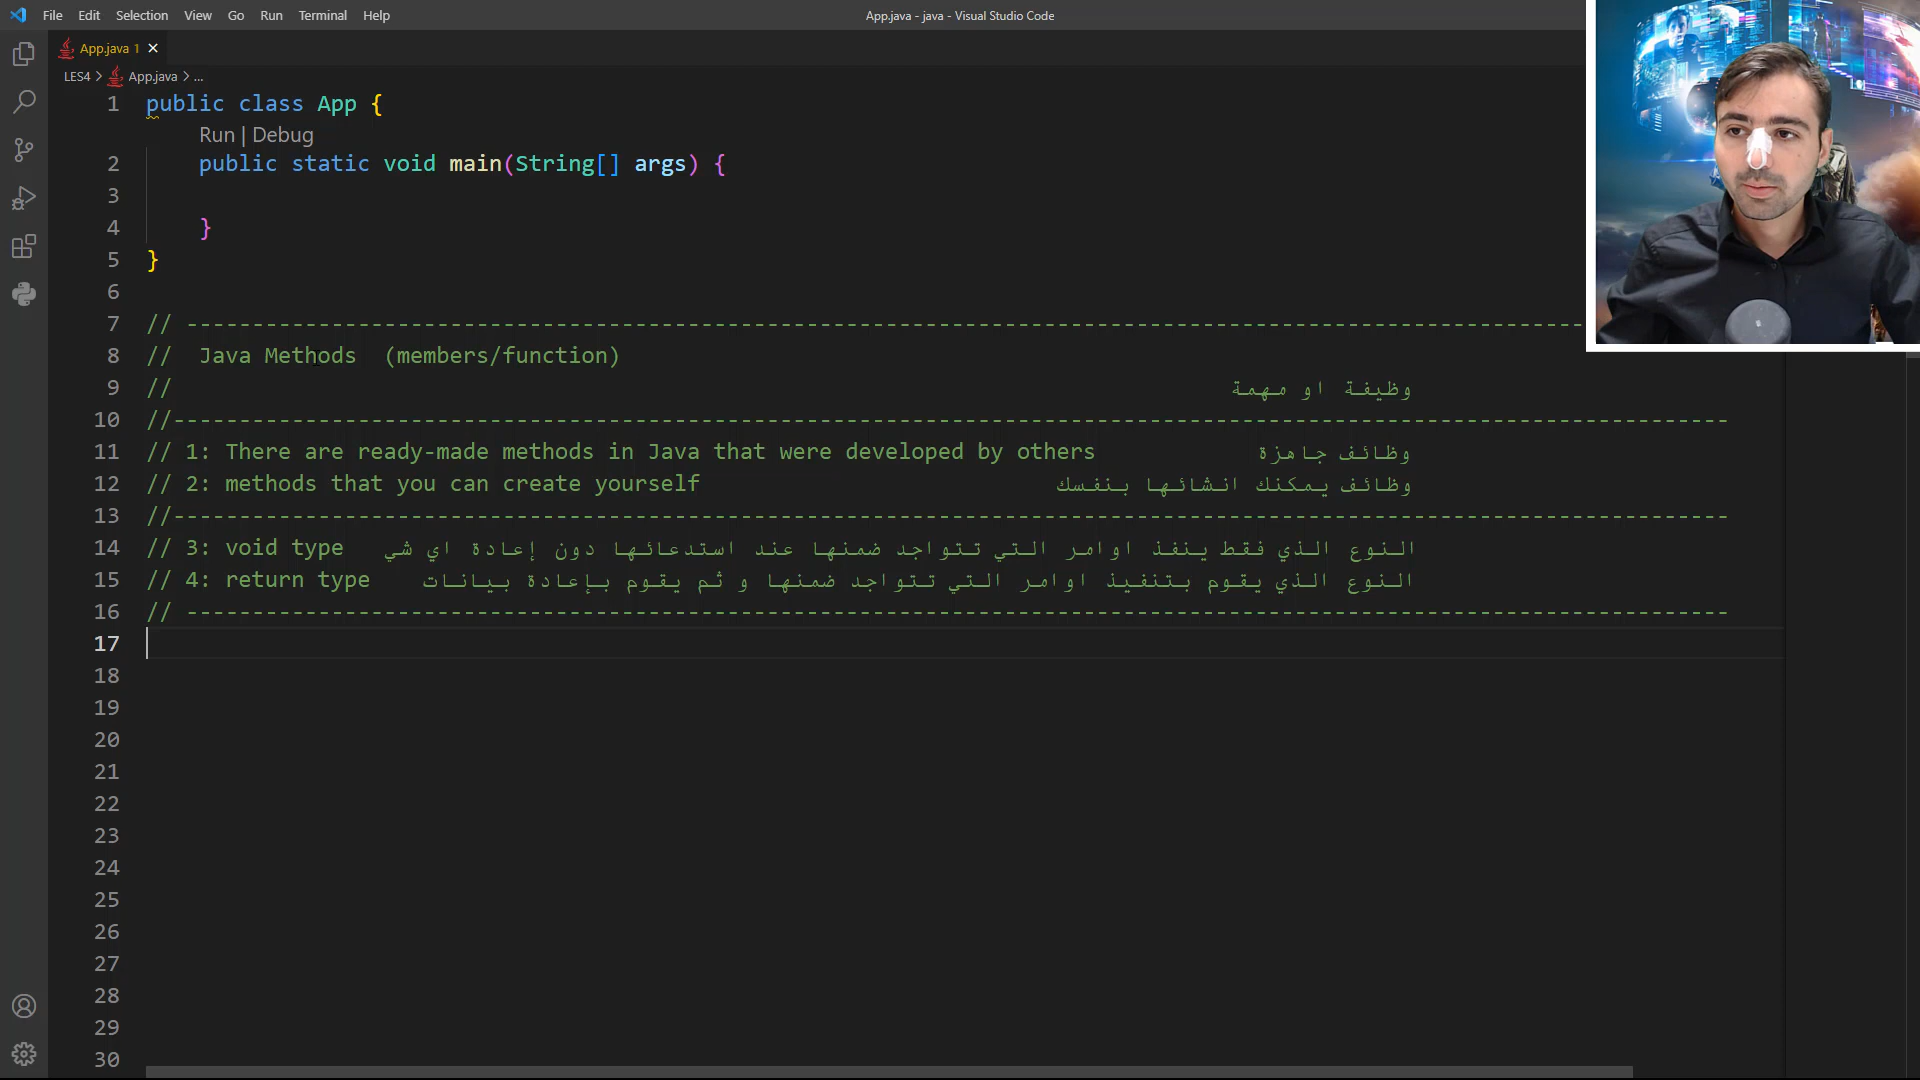 File Edit Selection View Go Run Terminal Help
App.java - java - Visual Studio Code
App.java 1
LES4 > App.java > ...
1 public class App {
Run | Debug
2 public static void main(String[] args) {
3
4 }
5 }
6
7 // ----------------------------------------------------------------------------------------------------------
8 // Java Methods (members/function)
9 // وظيفة او مهمة
10 //----------------------------------------------------------------------------------------------------------------------
11 // 1: There are ready-made methods in Java that were developed by others وظائف جاهزة
12 // 2: methods that you can create yourself وظائف يمكنك انشائها بنفسك
13 //----------------------------------------------------------------------------------------------------------------------
14 // 3: void type النوع الذي فقط ينفذ اوامر التي تتواجد ضمنها عند استدعائها دون إعادة اي شي
15 // 4: return type النوع الذي يقوم بتنفيذ اوامر التي تتواجد ضمنها و ثم يقوم بإعادة بيانات
16 // ---------------------------------------------------------------------------------------------------------------------
17
18
19
20
21
22
23
24
25
26
27
28
29
30